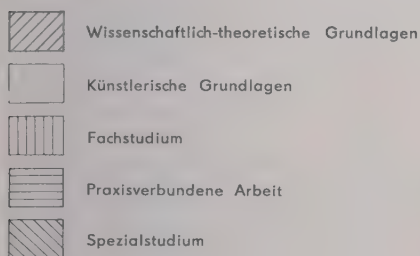 Wissenschaftlich-theoretische Grundlagen
Künstlerische Grundlagen
Fachstudium
Praxisverbundene Arbeit
Spezialstudium